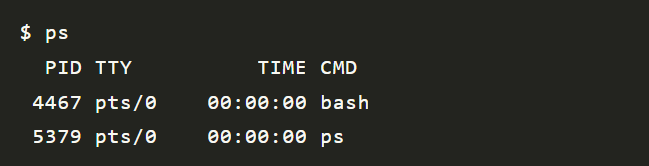 $ ps
  PID TTY          TIME CMD
 4467 pts/0    00:00:00 bash
 5379 pts/0    00:00:00 ps